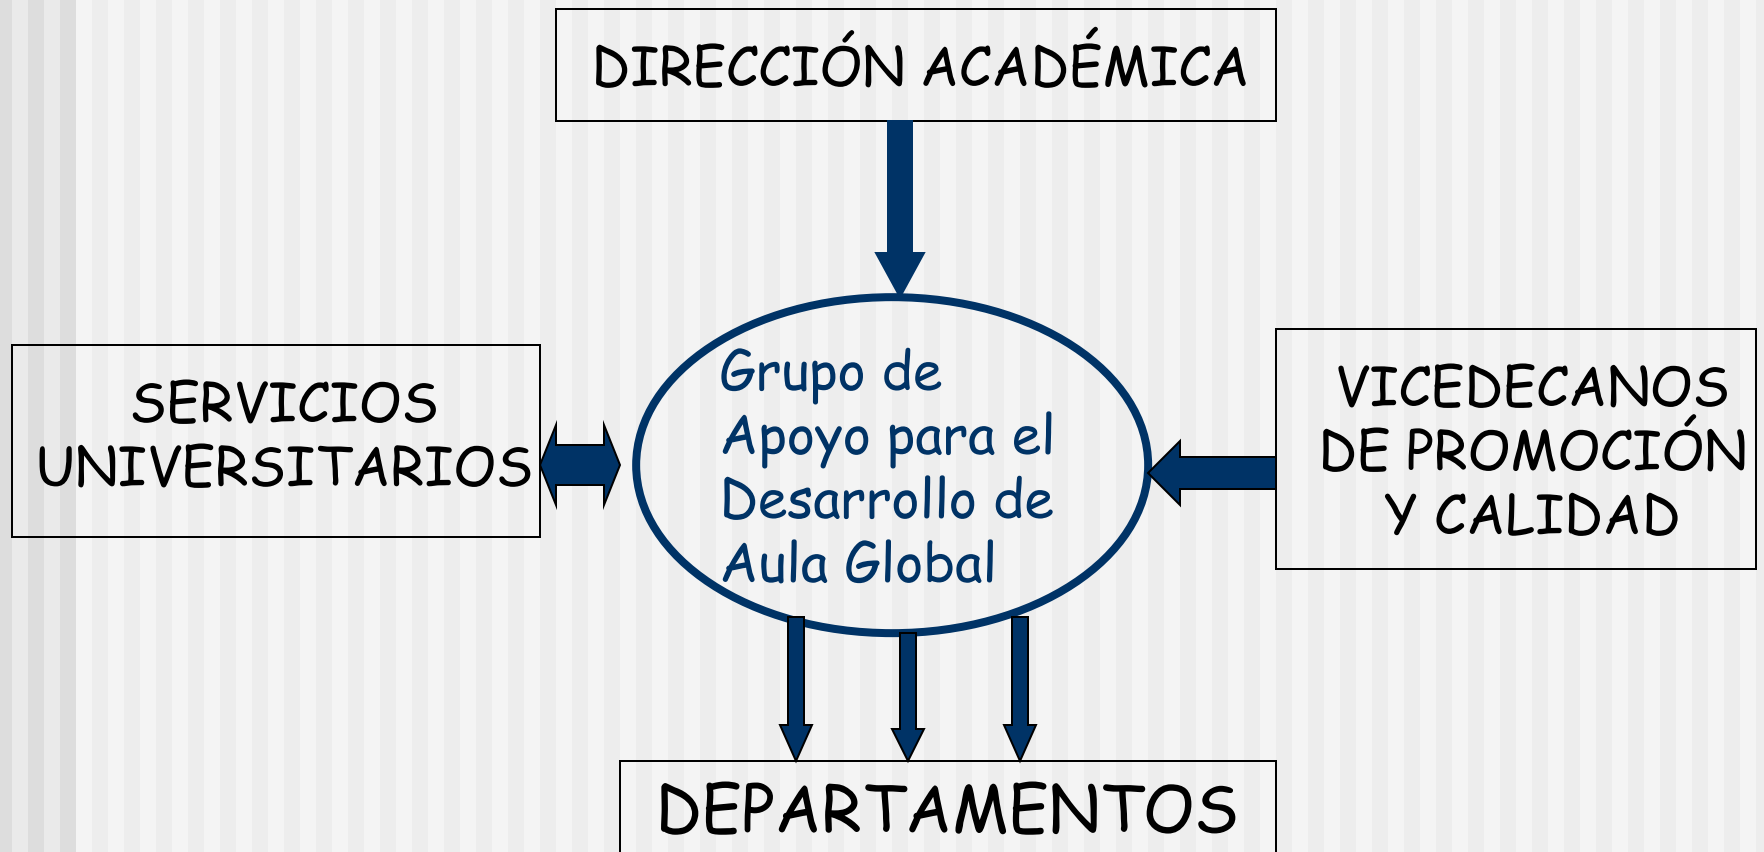 DIRECCIÓN ACADÉMICA
SERVICIOS
UNIVERSITARIOS
Grupo de
Apoyo para el
Desarrollo de
Aula Global
VICEDECANOS
DE PROMOCIÓN
Y CALIDAD
DEPARTAMENTOS